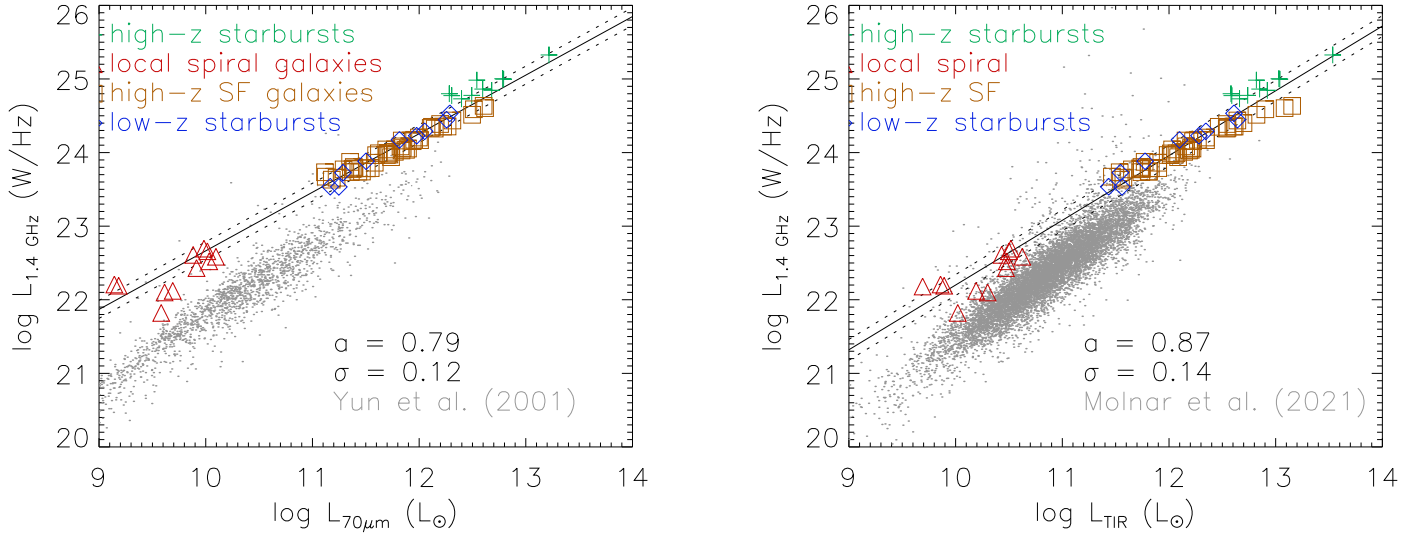 26
25
24
23
22
21
20
log L1.4 GHz (W/Hz)
high-z starbursts
local spiral galaxies
high-z SF galaxies
low-z starbursts
a = 0.79
σ = 0.12
Yun et al. (2001)
9 10 11 12 13 14
log L70μm (L⊙)
26
25
24
23
22
21
20
log L1.4 GHz (W/Hz)
high-z starbursts
local spiral
high-z SF
low-z starbursts
a = 0.87
σ = 0.14
Molnar et al. (2021)
9 10 11 12 13 14
log LTIR (L⊙)